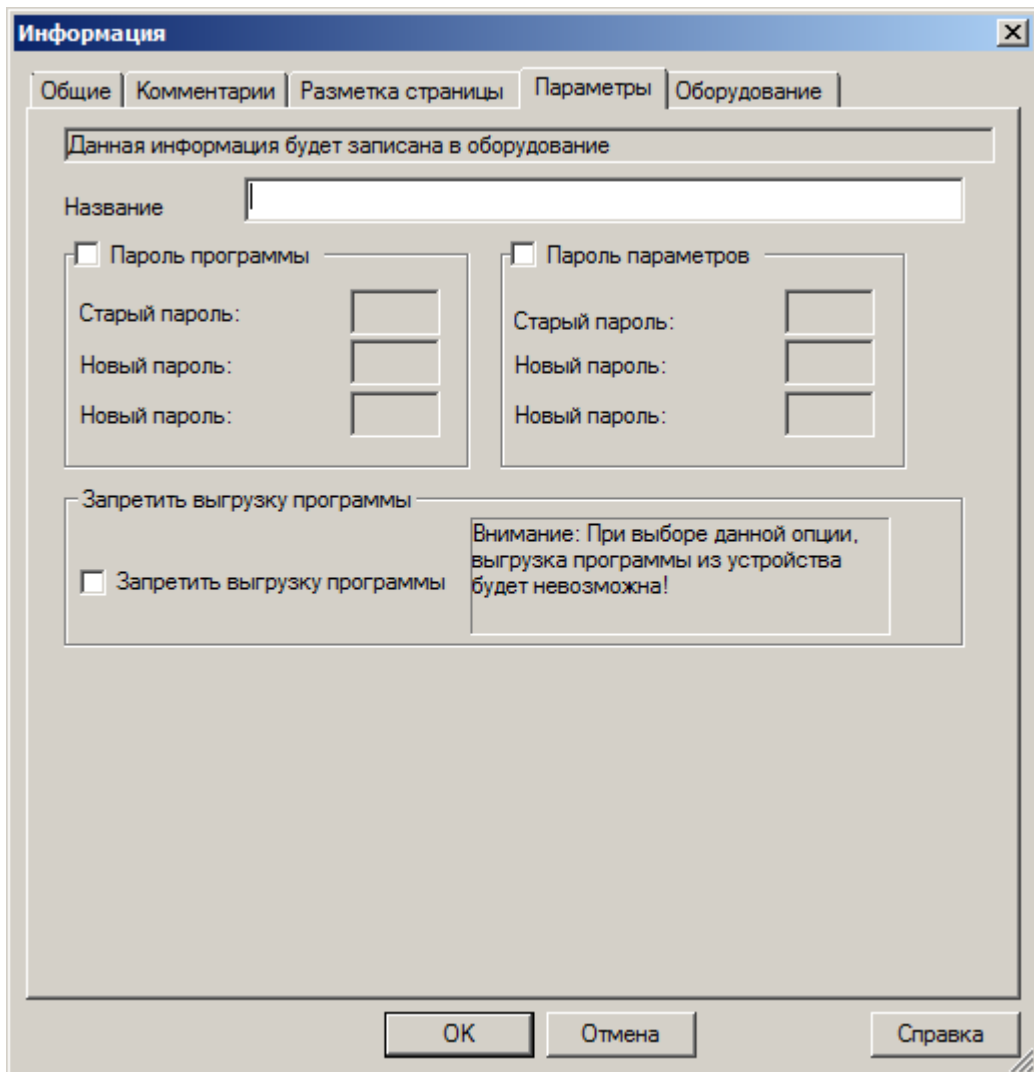 Информация
Общие Комментарии Разметка страницы Параметры Оборудование
Данная информация будет записана в оборудование
Название
Пароль программы Пароль параметров
Старый пароль: Старый пароль:
Новый пароль: Новый пароль:
Новый пароль: Новый пароль:
Запретить выгрузку программы
Запретить выгрузку программы
Внимание: При выборе данной опции,
выгрузка программы из устройства
будет невозможна!
OK Отмена Справка